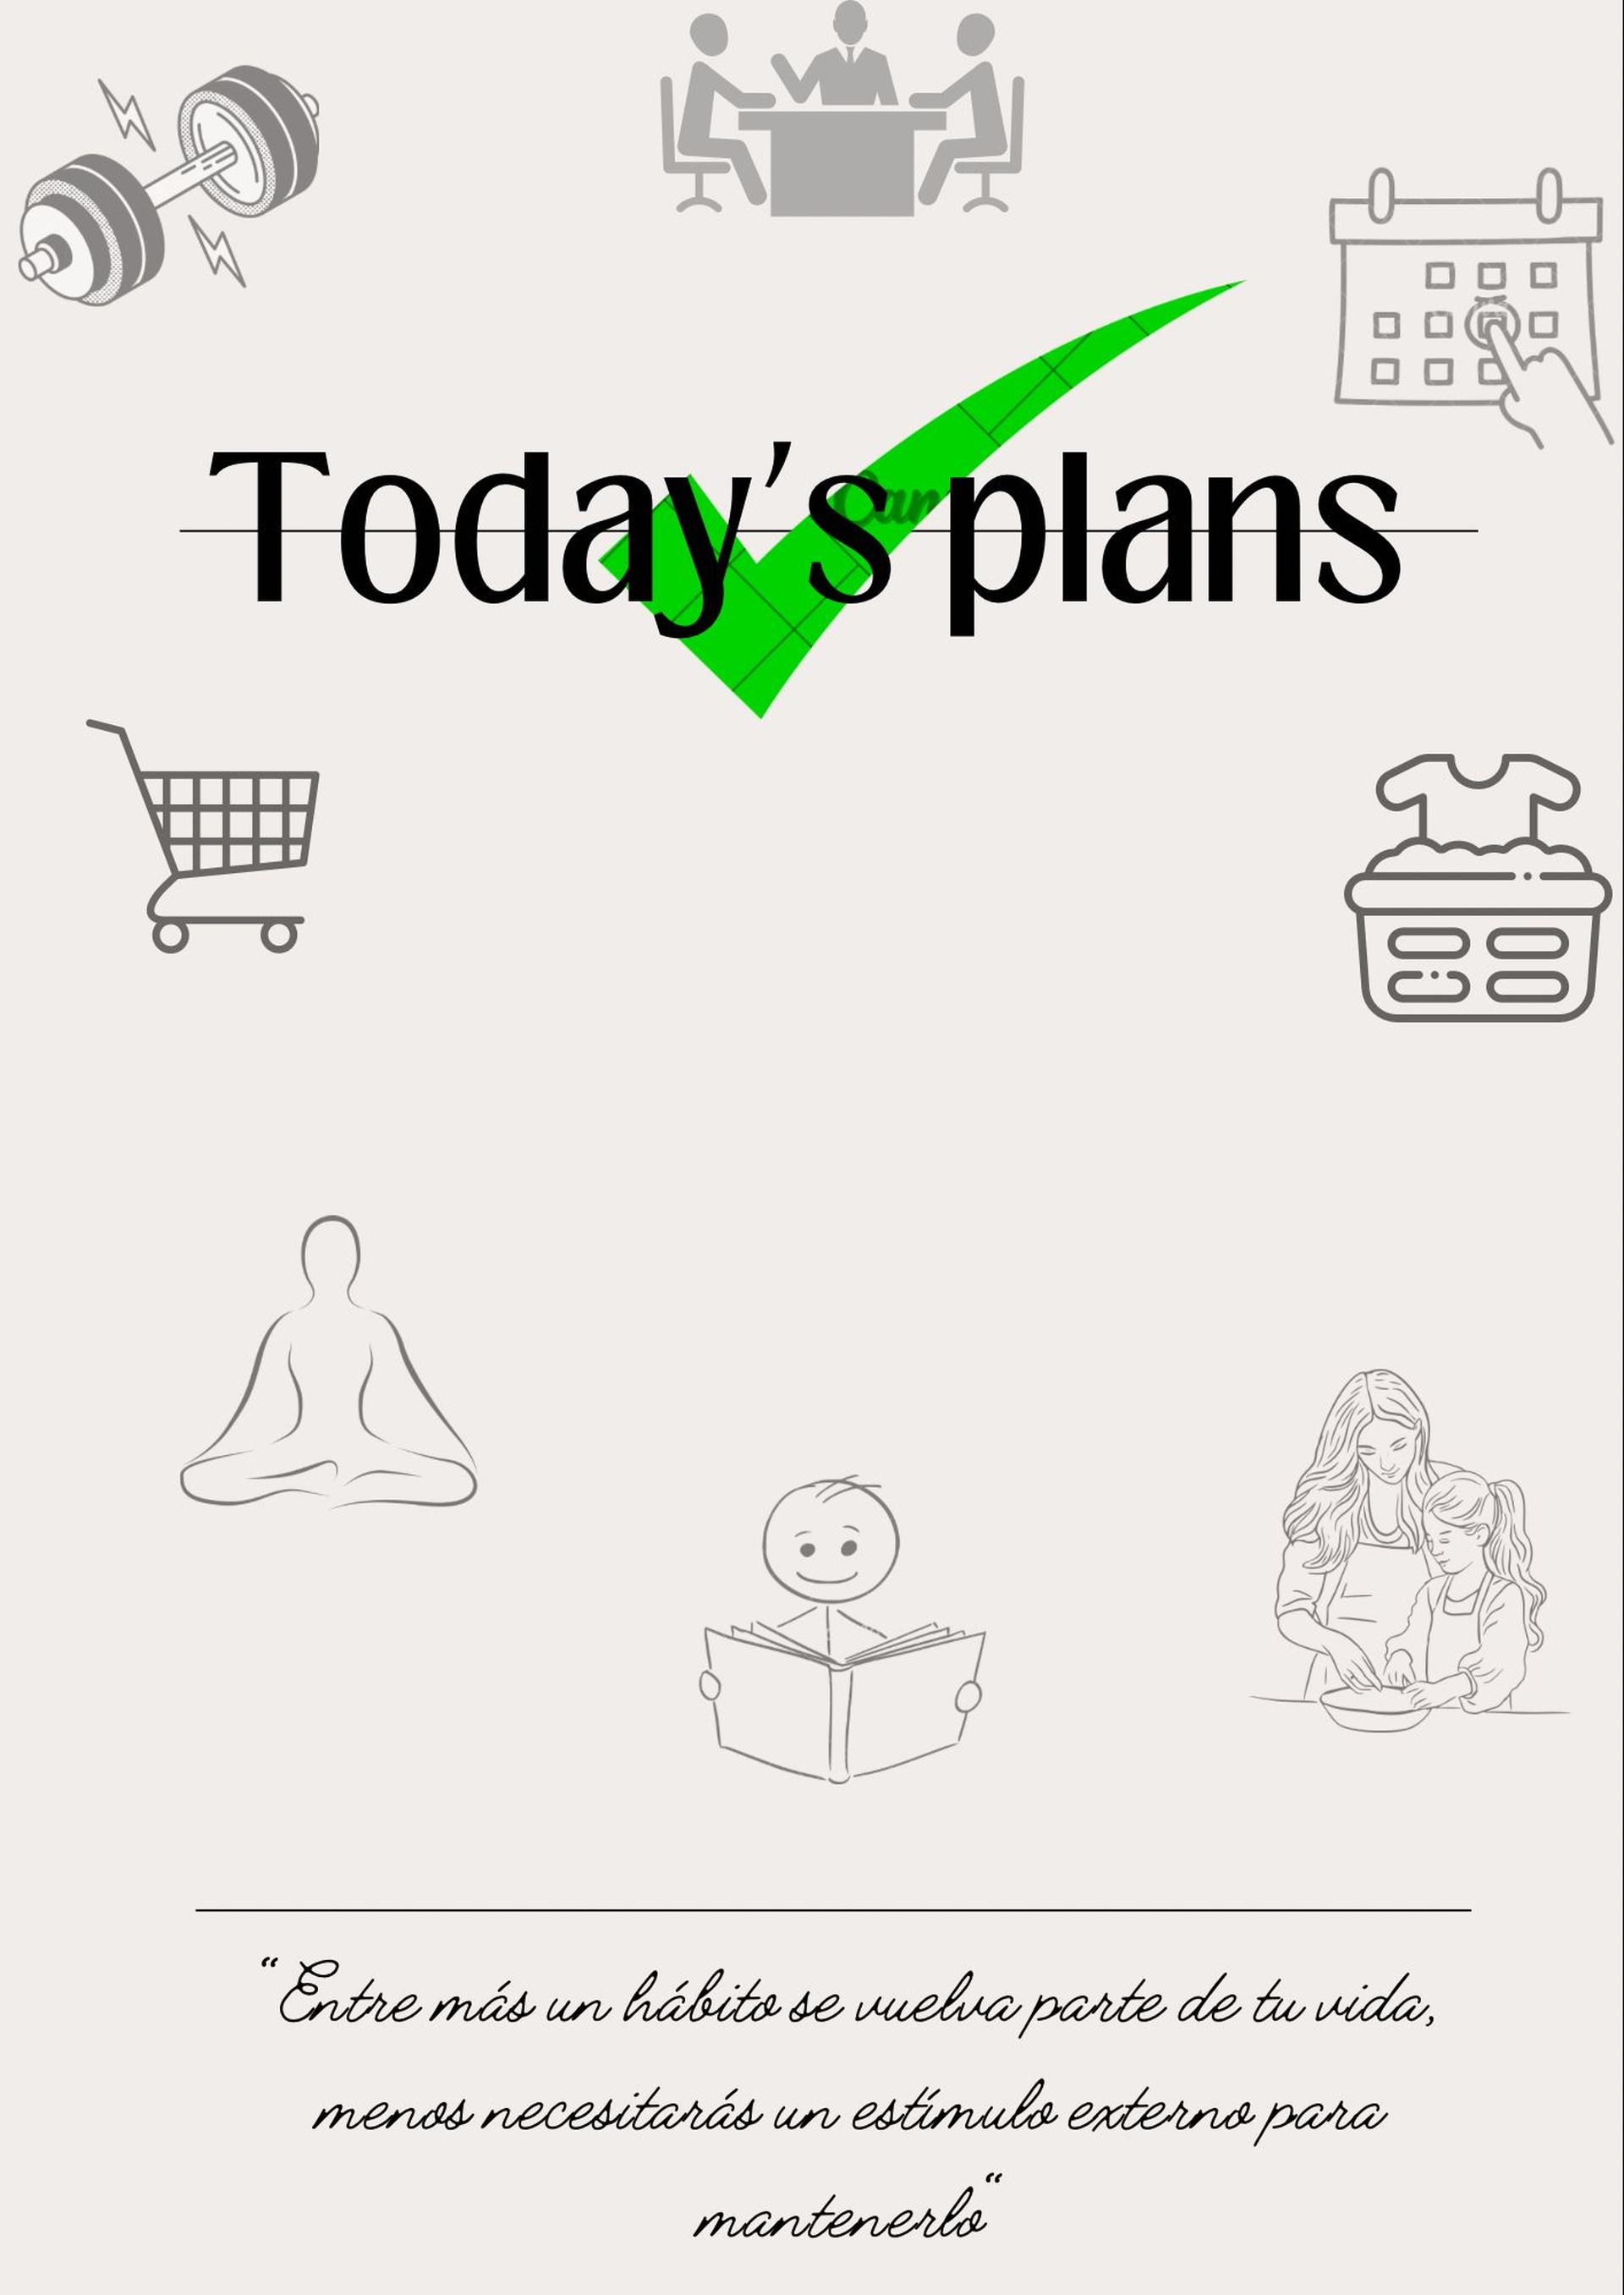 Today's plans
“Entre más un hábito se vuelva parte de tu vida,
menos necesitarás un estímulo externo para
mantenerlo“